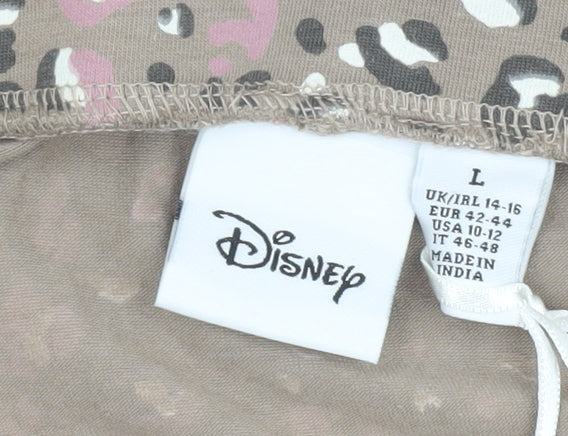 Disney
L
UK/IRL 14-16
EUR 42-44
USA 10-12
IT 46-48
MADE IN
INDIA